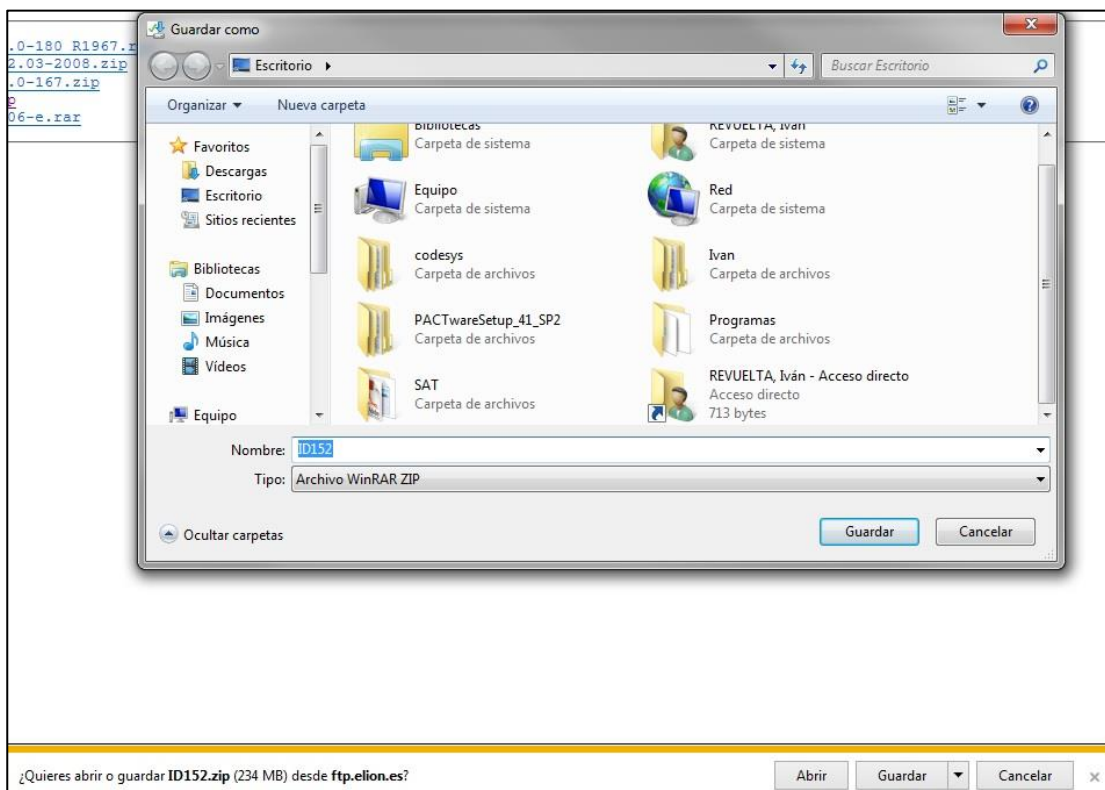 Guardar como
.0-180 R1967.r
2.03-2008.zip
.0-167.zip
p
06-e.rar
Escritorio
Buscar Escritorio
Organizar
Nueva carpeta
Favoritos
Descargas
Escritorio
Sitios recientes
Bibliotecas
Documentos
Imágenes
Música
Vídeos
Equipo
Bibliotecas
Carpeta de sistema
REVUELTA, Iván
Carpeta de sistema
Equipo
Carpeta de sistema
Red
Carpeta de sistema
codesys
Carpeta de archivos
Ivan
Carpeta de archivos
PACTwareSetup_41_SP2
Carpeta de archivos
Programas
Carpeta de archivos
SAT
Carpeta de archivos
REVUELTA, Iván - Acceso directo
Acceso directo
713 bytes
Nombre: ID152
Tipo: Archivo WinRAR ZIP
Ocultar carpetas
Guardar
Cancelar
¿Quieres abrir o guardar ID152.zip (234 MB) desde ftp.elion.es?
Abrir
Guardar
Cancelar